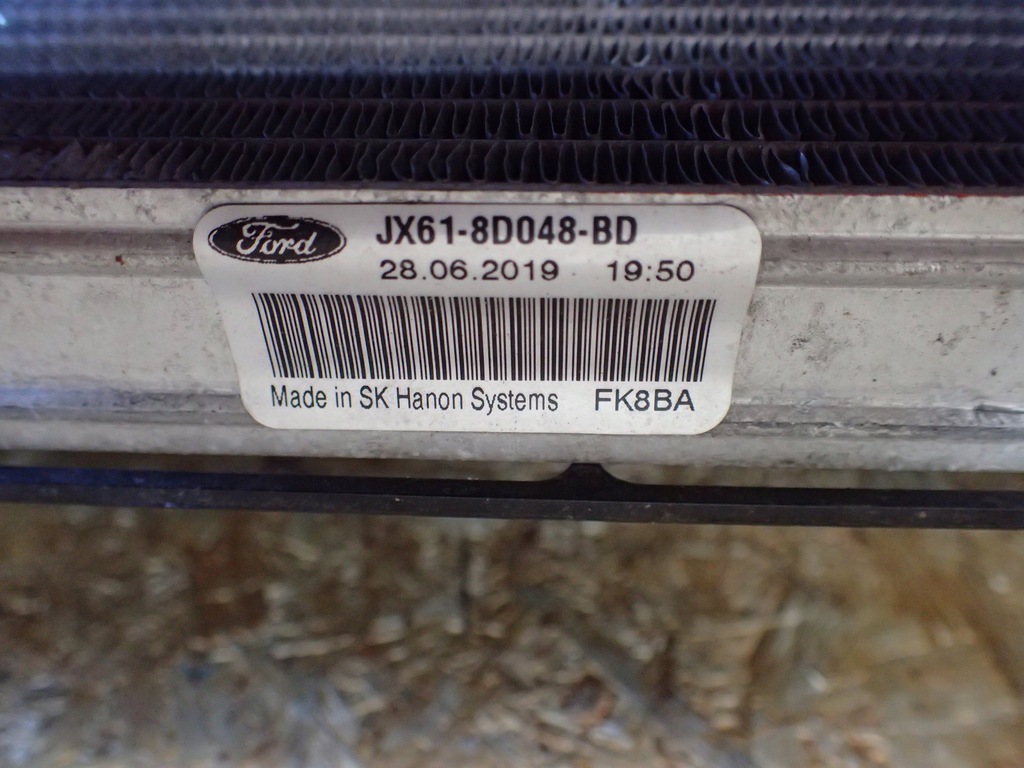 Ford JX61-8D048-BD
28.06.2019 19:50
Made in SK Hanon Systems FK8BA